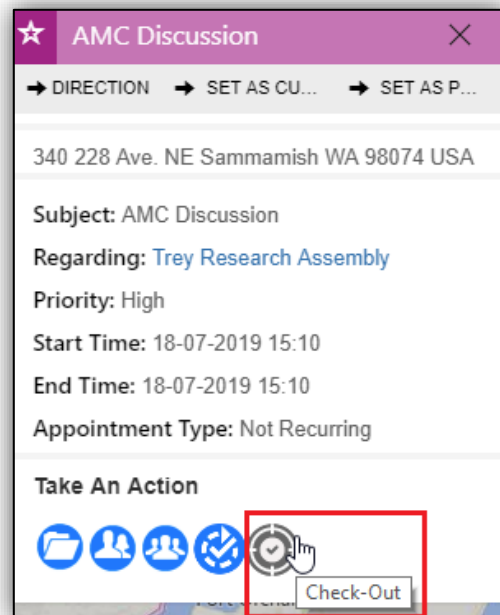 AMC Discussion
DIRECTION SET AS CU... SET AS P...
340 228 Ave. NE Sammamish WA 98074 USA
Subject: AMC Discussion
Regarding: Trey Research Assembly
Priority: High
Start Time: 18-07-2019 15:10
End Time: 18-07-2019 15:10
Appointment Type: Not Recurring
Take An Action
Check-Out